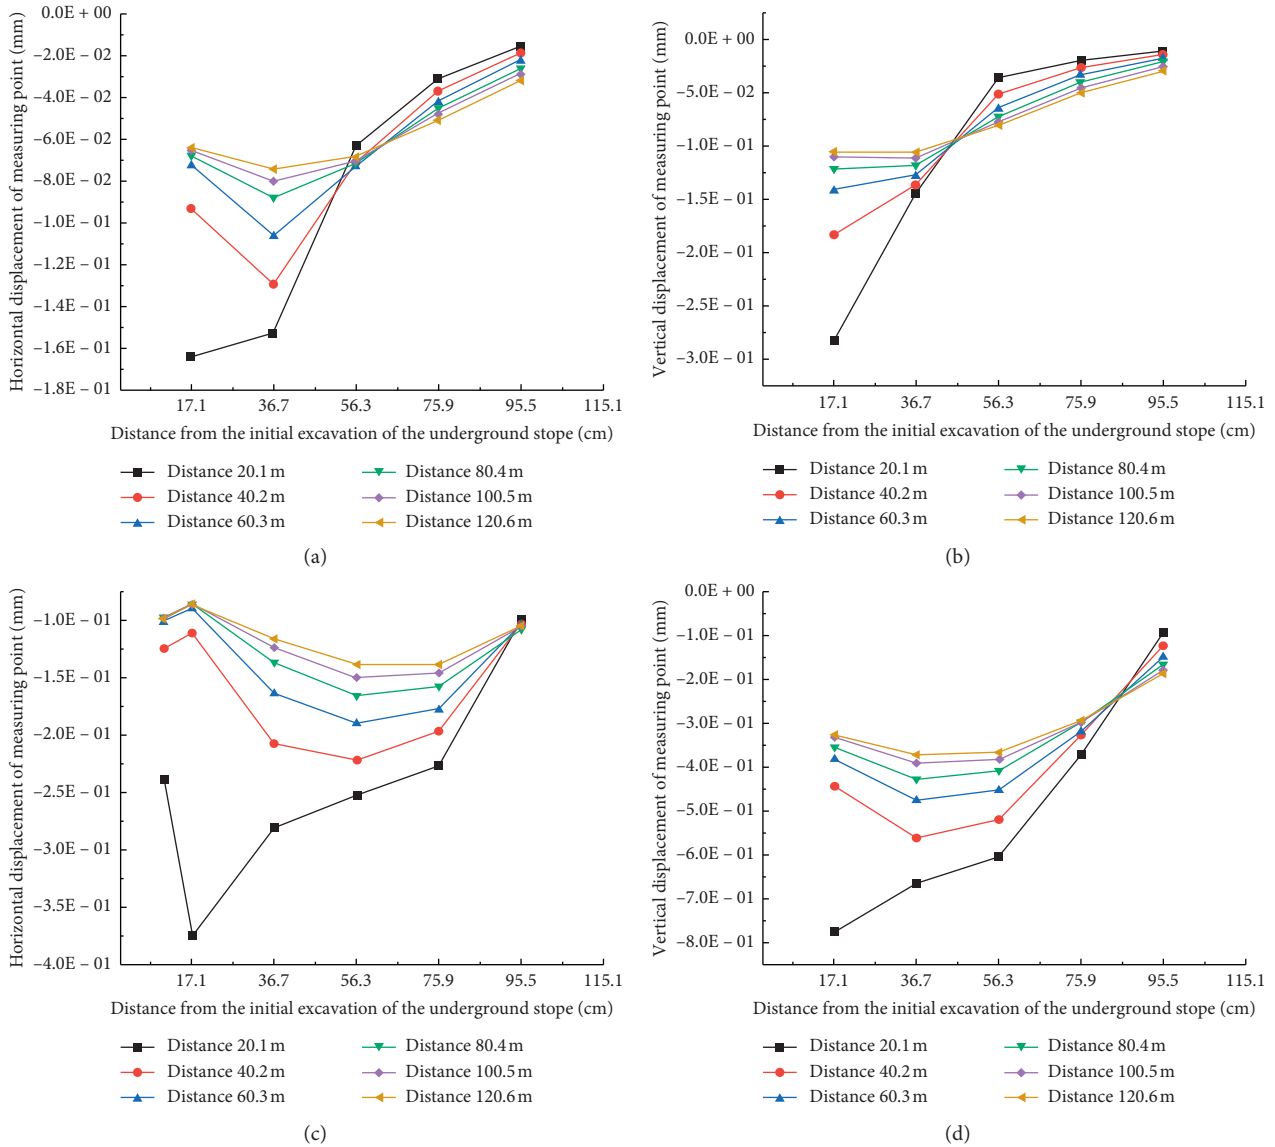 Horizontal displacement of measuring point (mm)
0.0E + 00
–2.0E – 02
–4.0E – 02
–6.0E – 02
–8.0E – 02
–1.0E – 01
–1.2E – 01
–1.4E – 01
–1.6E – 01
–1.8E – 01
17.1 36.7 56.3 75.9 95.5 115.1
Distance from the initial excavation of the underground stope (cm)
Distance 20.1 m
Distance 40.2 m
Distance 60.3 m
Distance 80.4 m
Distance 100.5 m
Distance 120.6 m
(a)
Vertical displacement of measuring point (mm)
0.0E + 00
–5.0E – 02
–1.0E – 01
–1.5E – 01
–2.0E – 01
–2.5E – 01
–3.0E – 01
17.1 36.7 56.3 75.9 95.5 115.1
Distance from the initial excavation of the underground stope (cm)
Distance 20.1 m
Distance 40.2 m
Distance 60.3 m
Distance 80.4 m
Distance 100.5 m
Distance 120.6 m
(b)
Horizontal displacement of measuring point (mm)
–1.0E – 01
–1.5E – 01
–2.0E – 01
–2.5E – 01
–3.0E – 01
–3.5E – 01
–4.0E – 01
17.1 36.7 56.3 75.9 95.5 115.1
Distance from the initial excavation of the underground stope (cm)
Distance 20.1 m
Distance 40.2 m
Distance 60.3 m
Distance 80.4 m
Distance 100.5 m
Distance 120.6 m
(c)
Vertical displacement of measuring point (mm)
0.0E + 00
–1.0E – 01
–2.0E – 01
–3.0E – 01
–4.0E – 01
–5.0E – 01
–6.0E – 01
–7.0E – 01
–8.0E – 01
17.1 36.7 56.3 75.9 95.5 115.1
Distance from the initial excavation of the underground stope (cm)
Distance 20.1 m
Distance 40.2 m
Distance 60.3 m
Distance 80.4 m
Distance 100.5 m
Distance 120.6 m
(d)